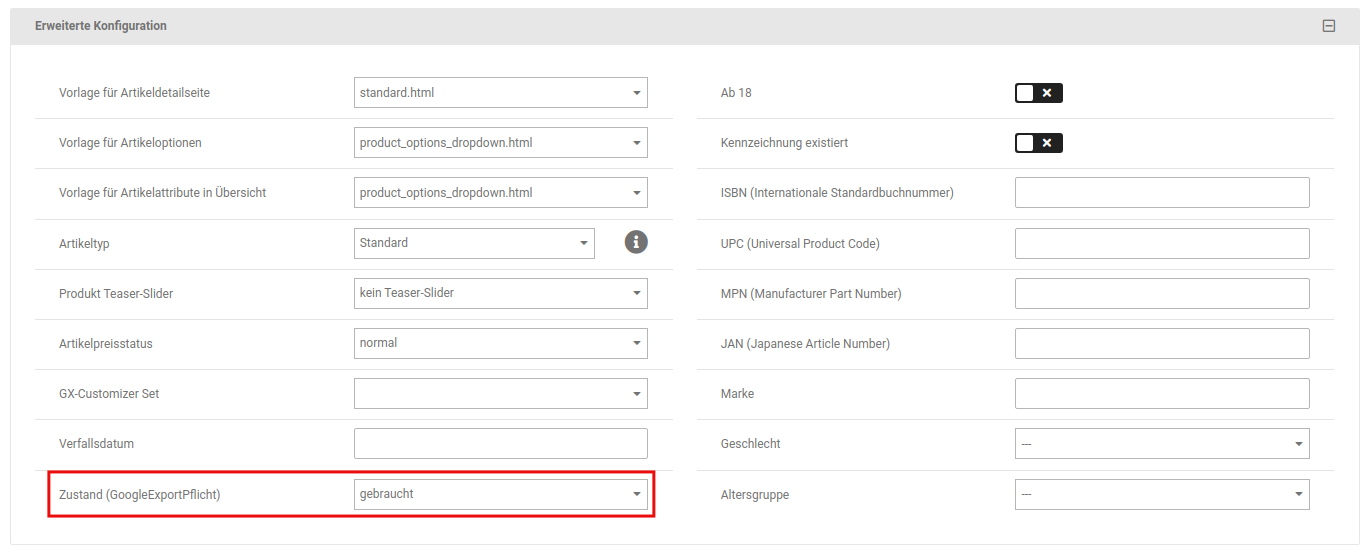 Erweiterte Konfiguration
Vorlage für Artikeldetailseite
standard.html
Vorlage für Artikeloptionen
product_options_dropdown.html
Vorlage für Artikelattribute in Übersicht
product_options_dropdown.html
Artikeltyp
Standard
Produkt Teaser-Slider
kein Teaser-Slider
Artikelpreisstatus
normal
GX-Customizer Set
Verfallsdatum
Zustand (GoogleExportPflicht)
gebraucht
Ab 18
Kennzeichnung existiert
ISBN (Internationale Standardbuchnummer)
UPC (Universal Product Code)
MPN (Manufacturer Part Number)
JAN (Japanese Article Number)
Marke
Geschlecht
---
Altersgruppe
---